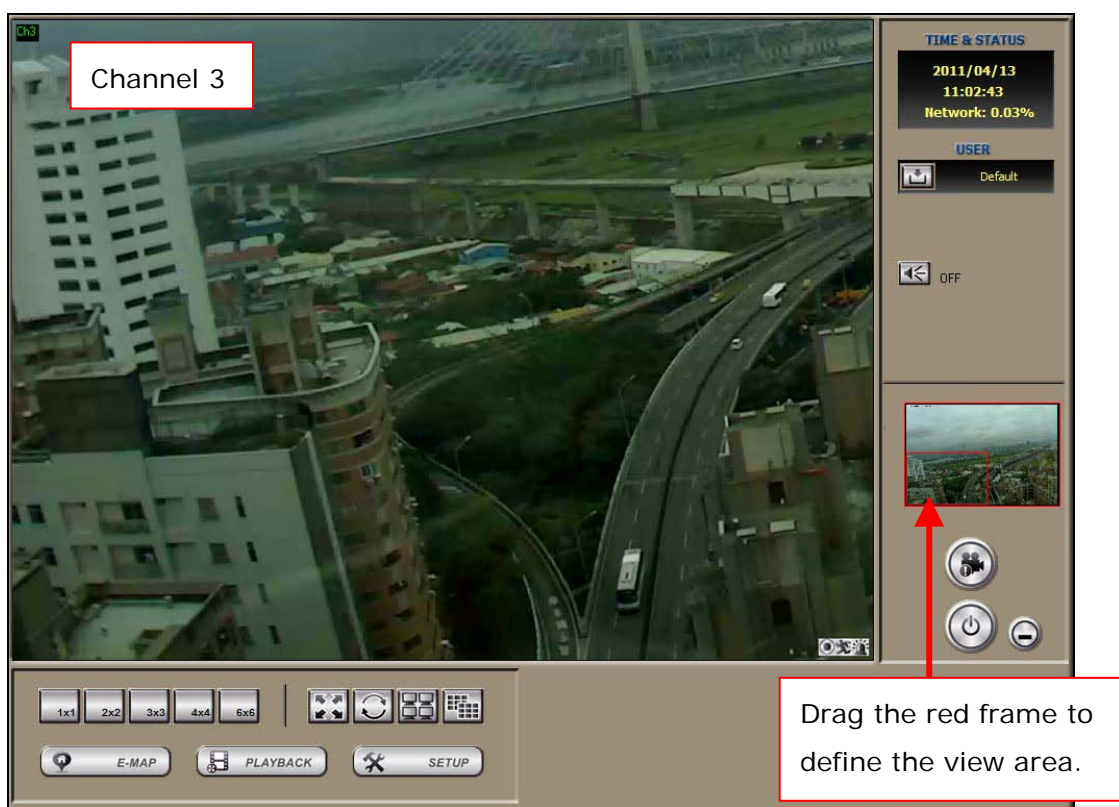 Ch3
Channel 3
TIME & STATUS
2011/04/13
11:02:43
Network: 0.03%
USER
Default
OFF
1x1
2x2
3x3
4x4
6x6
E-MAP
PLAYBACK
SETUP
Drag the red frame to
define the view area.